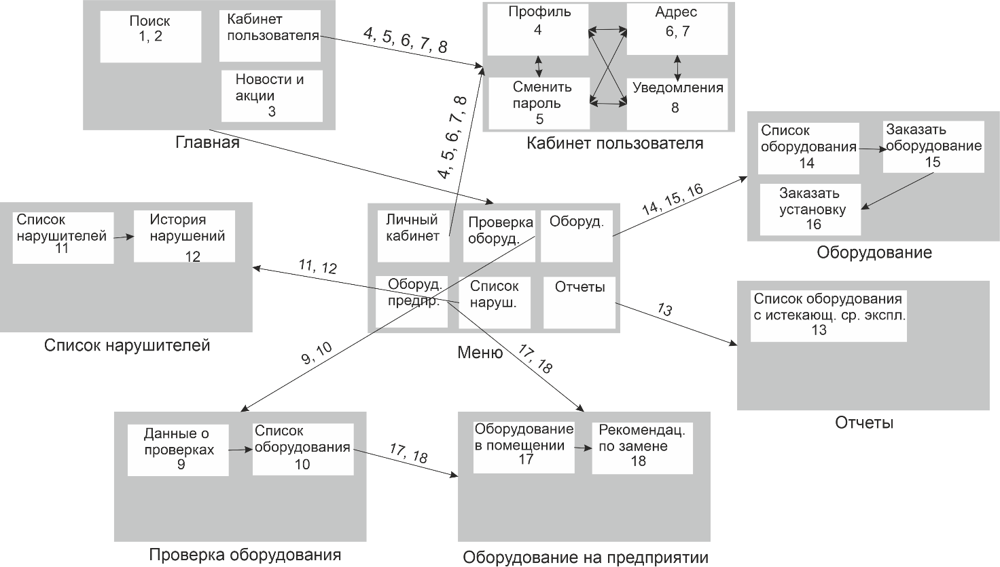 Поиск
1, 2
Кабинет
пользователя
Новости и
акции
3
Главная
4, 5, 6, 7, 8
Профиль
4
Адрес
6, 7
Сменить
пароль
5
Уведомления
8
Кабинет пользователя
4, 5, 6, 7, 8
Список
оборудования
14
Заказать
оборудование
15
Заказать
установку
16
Оборудование
14, 15, 16
Список
нарушителей
11
История
нарушений
12
Список нарушителей
11, 12
Личный
кабинет
Проверка
оборуд.
Оборуд.
Оборуд.
предпр.
Список
наруш.
Отчеты
Меню
13
Список оборудования
с истекающ. ср. экспл.
13
Отчеты
9, 10
17, 18
Данные о
проверках
9
Список
оборудования
10
Проверка оборудования
17, 18
Оборудование
в помещении
17
Рекомендац.
по замене
18
Оборудование на предприятии